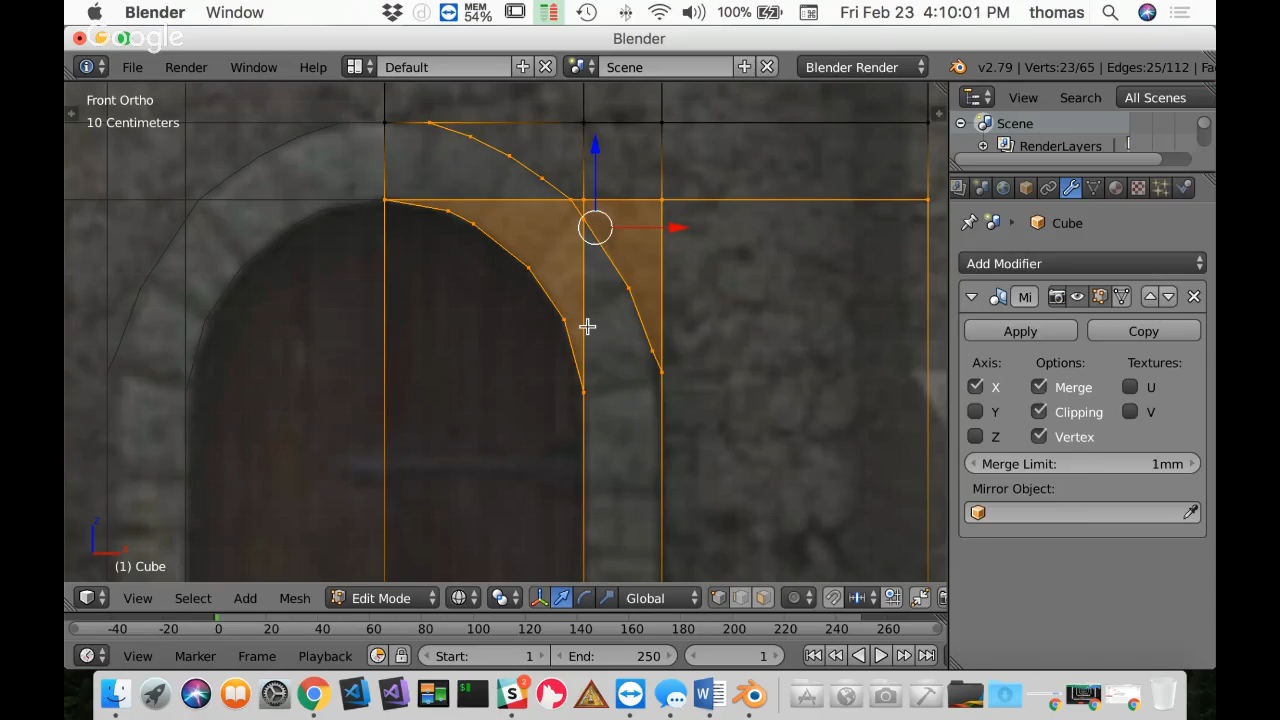 Blender Window MEM 54% 100% Fri Feb 23 4:10:01 PM thomas
Google
Blender
File Render Window Help Default Scene Blender Render v2.79 | Verts:23/65 | Edges:25/112 | Fa
Front Ortho
10 Centimeters
View Search All Scenes
Scene
RenderLayers
Cube
Add Modifier
Mi
Apply Copy
Axis: Options: Textures:
X Merge U
Y Clipping V
Z Vertex
Merge Limit: 1mm
Mirror Object:
z
x
(1) Cube
View Select Add Mesh Edit Mode Global
-40 -20 0 20 40 60 80 100 120 140 160 180 200 220 240 260
View Marker Frame Playback Start: 1 End: 250 1
2